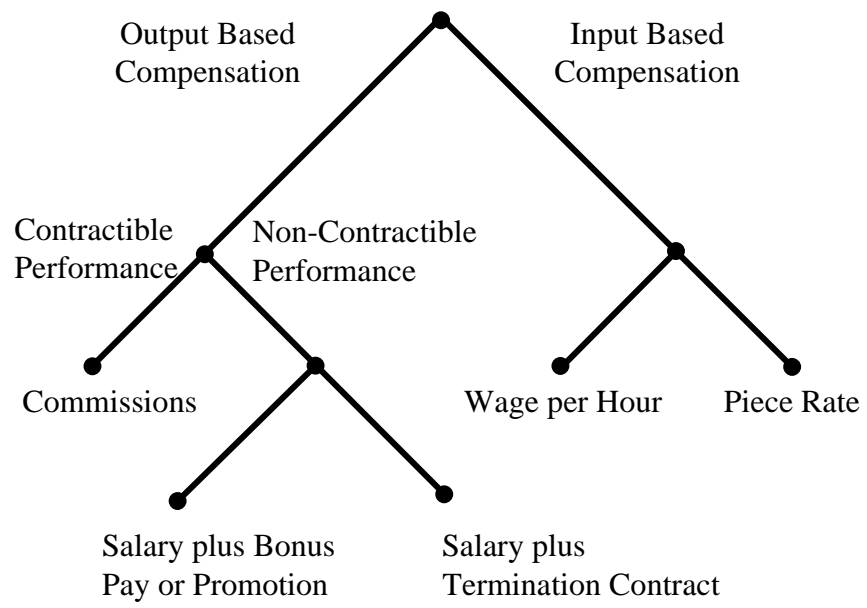 Output Based
Compensation
Input Based
Compensation
Contractible
Performance
Non-Contractible
Performance
Commissions
Wage per Hour
Piece Rate
Salary plus Bonus
Pay or Promotion
Salary plus
Termination Contract